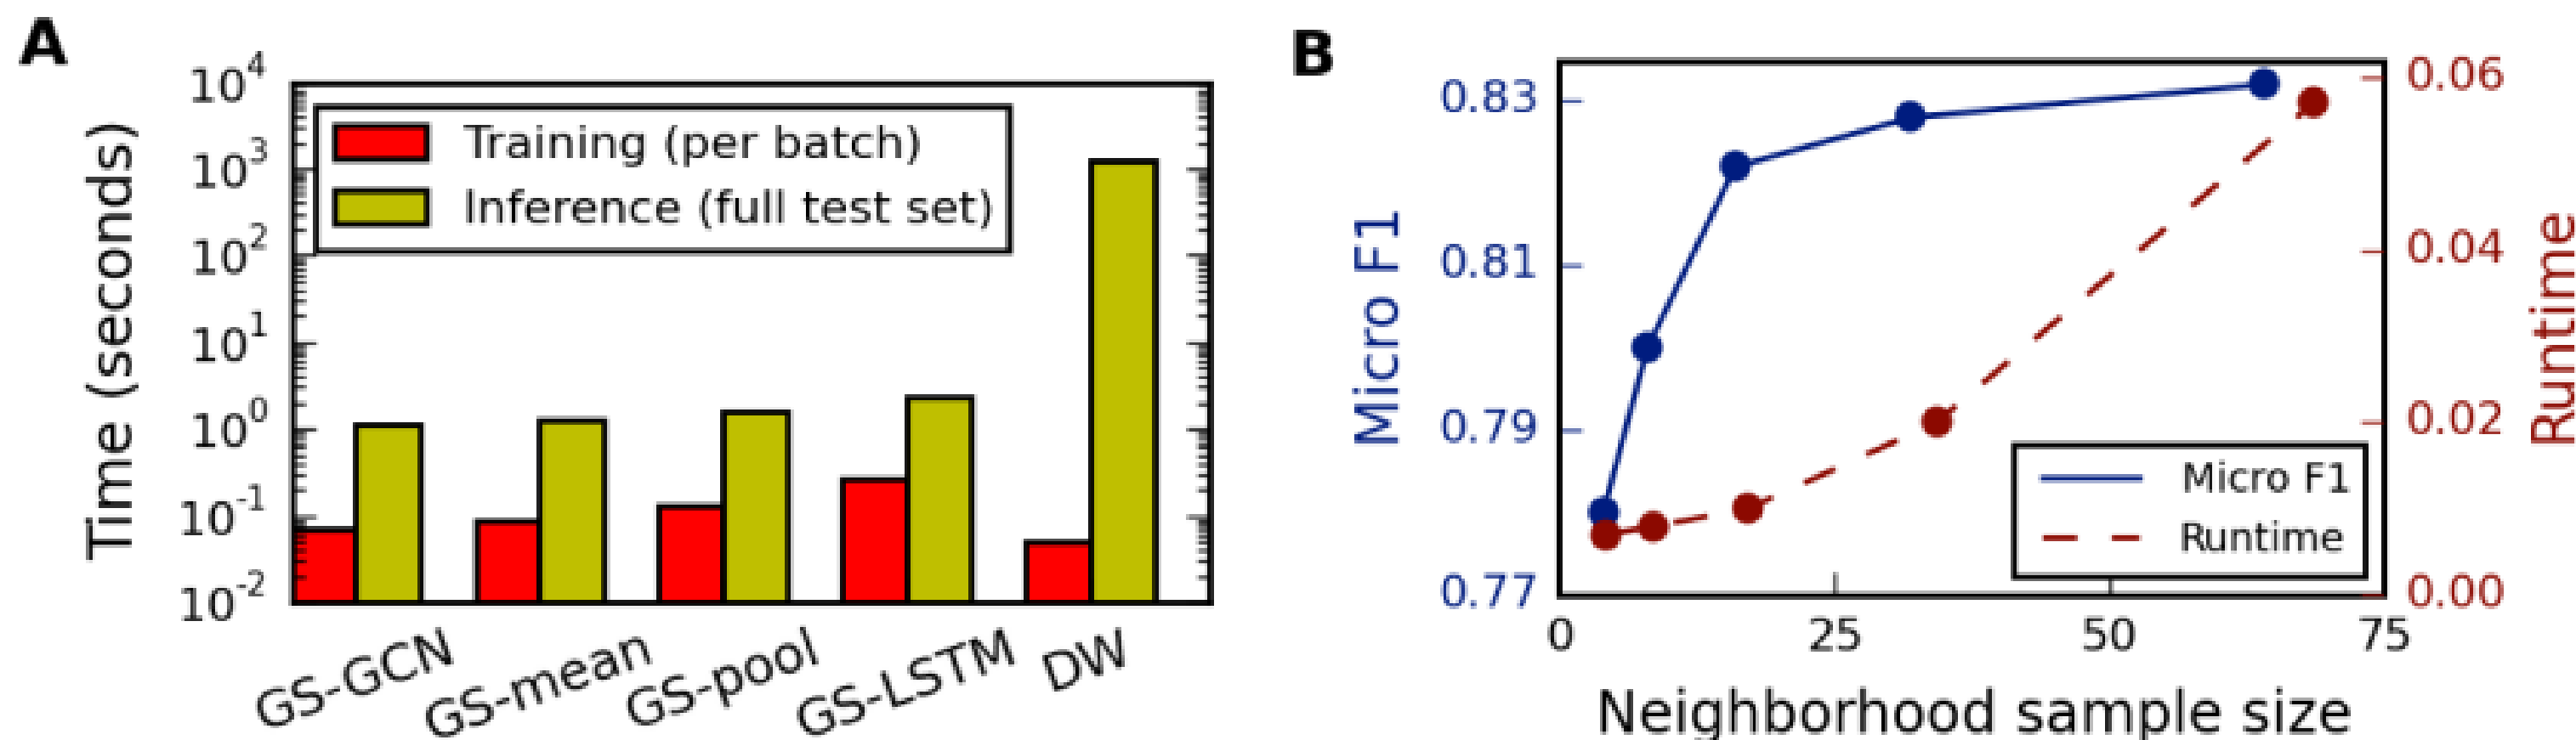 A
Time (seconds)
10^4
10^3
10^2
10^1
10^0
10^-1
10^-2
Training (per batch)
Inference (full test set)
GS-GCN
GS-mean
GS-pool
GS-LSTM
DW
B
Micro F1
0.83
0.81
0.79
0.77
0.06
0.04
0.02
0.00
Runtime
Micro F1
Runtime
0 25 50 75
Neighborhood sample size